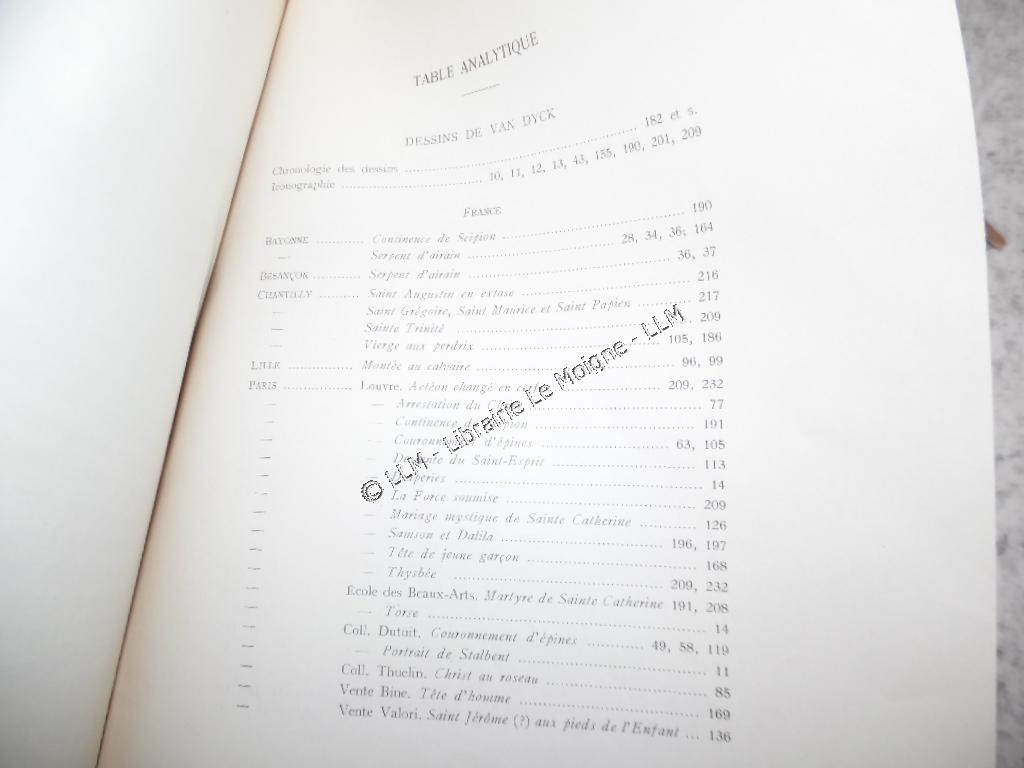 TABLE ANALYTIQUE
DESSINS DE VAN DYCK
Chronologie des dessins ........ 182 et s.
Iconographie ........ 10, 11, 12, 13, 43, 155, 190, 201, 209
FRANCE
BAYONNE ........ Continence de Scipion ........ 190
— Serpent d'airain ........ 28, 34, 36, 164
BESANÇON ........ Serpent d'airain ........ 36, 37
CHANTILLY ........ Saint Augustin en extase ........ 216
— Saint Grégoire, Saint Maurice et Saint Papien ........ 217
— Sainte Trinité ........ 209
— Vierge aux perdrix ........ 105, 186
LILLE ........ Montée au calvaire ........ 96, 99
PARIS ........ Louvre. Actéon changé en cerf ........ 209, 232
— — Arrestation du ........ 77
— — Continence de ........ 191
— Couronnement d'épines ........ 63, 105
— — du Saint-Esprit ........ 113
— ........ 14
— — La Force soumise ........ 209
— — Mariage mystique de Sainte Catherine ........ 126
— — Samson et Dalila ........ 196, 197
— — Tête de jeune garçon ........ 168
— — Thysbée ........ 209, 232
— École des Beaux-Arts. Martyre de Sainte Catherine 191, 208
— — Torse ........ 14
— Coll. Dutuit. Couronnement d'épines ........ 49, 58, 119
— — Portrait de Stalbent ........ 11
— Coll. Thuelin. Christ au roseau ........ 85
— Vente Bine. Tête d'homme ........ 169
— Vente Valori. Saint Jérôme (?) aux pieds de l'Enfant ... 136
© LLM - Librairie Le Moigne - LLM